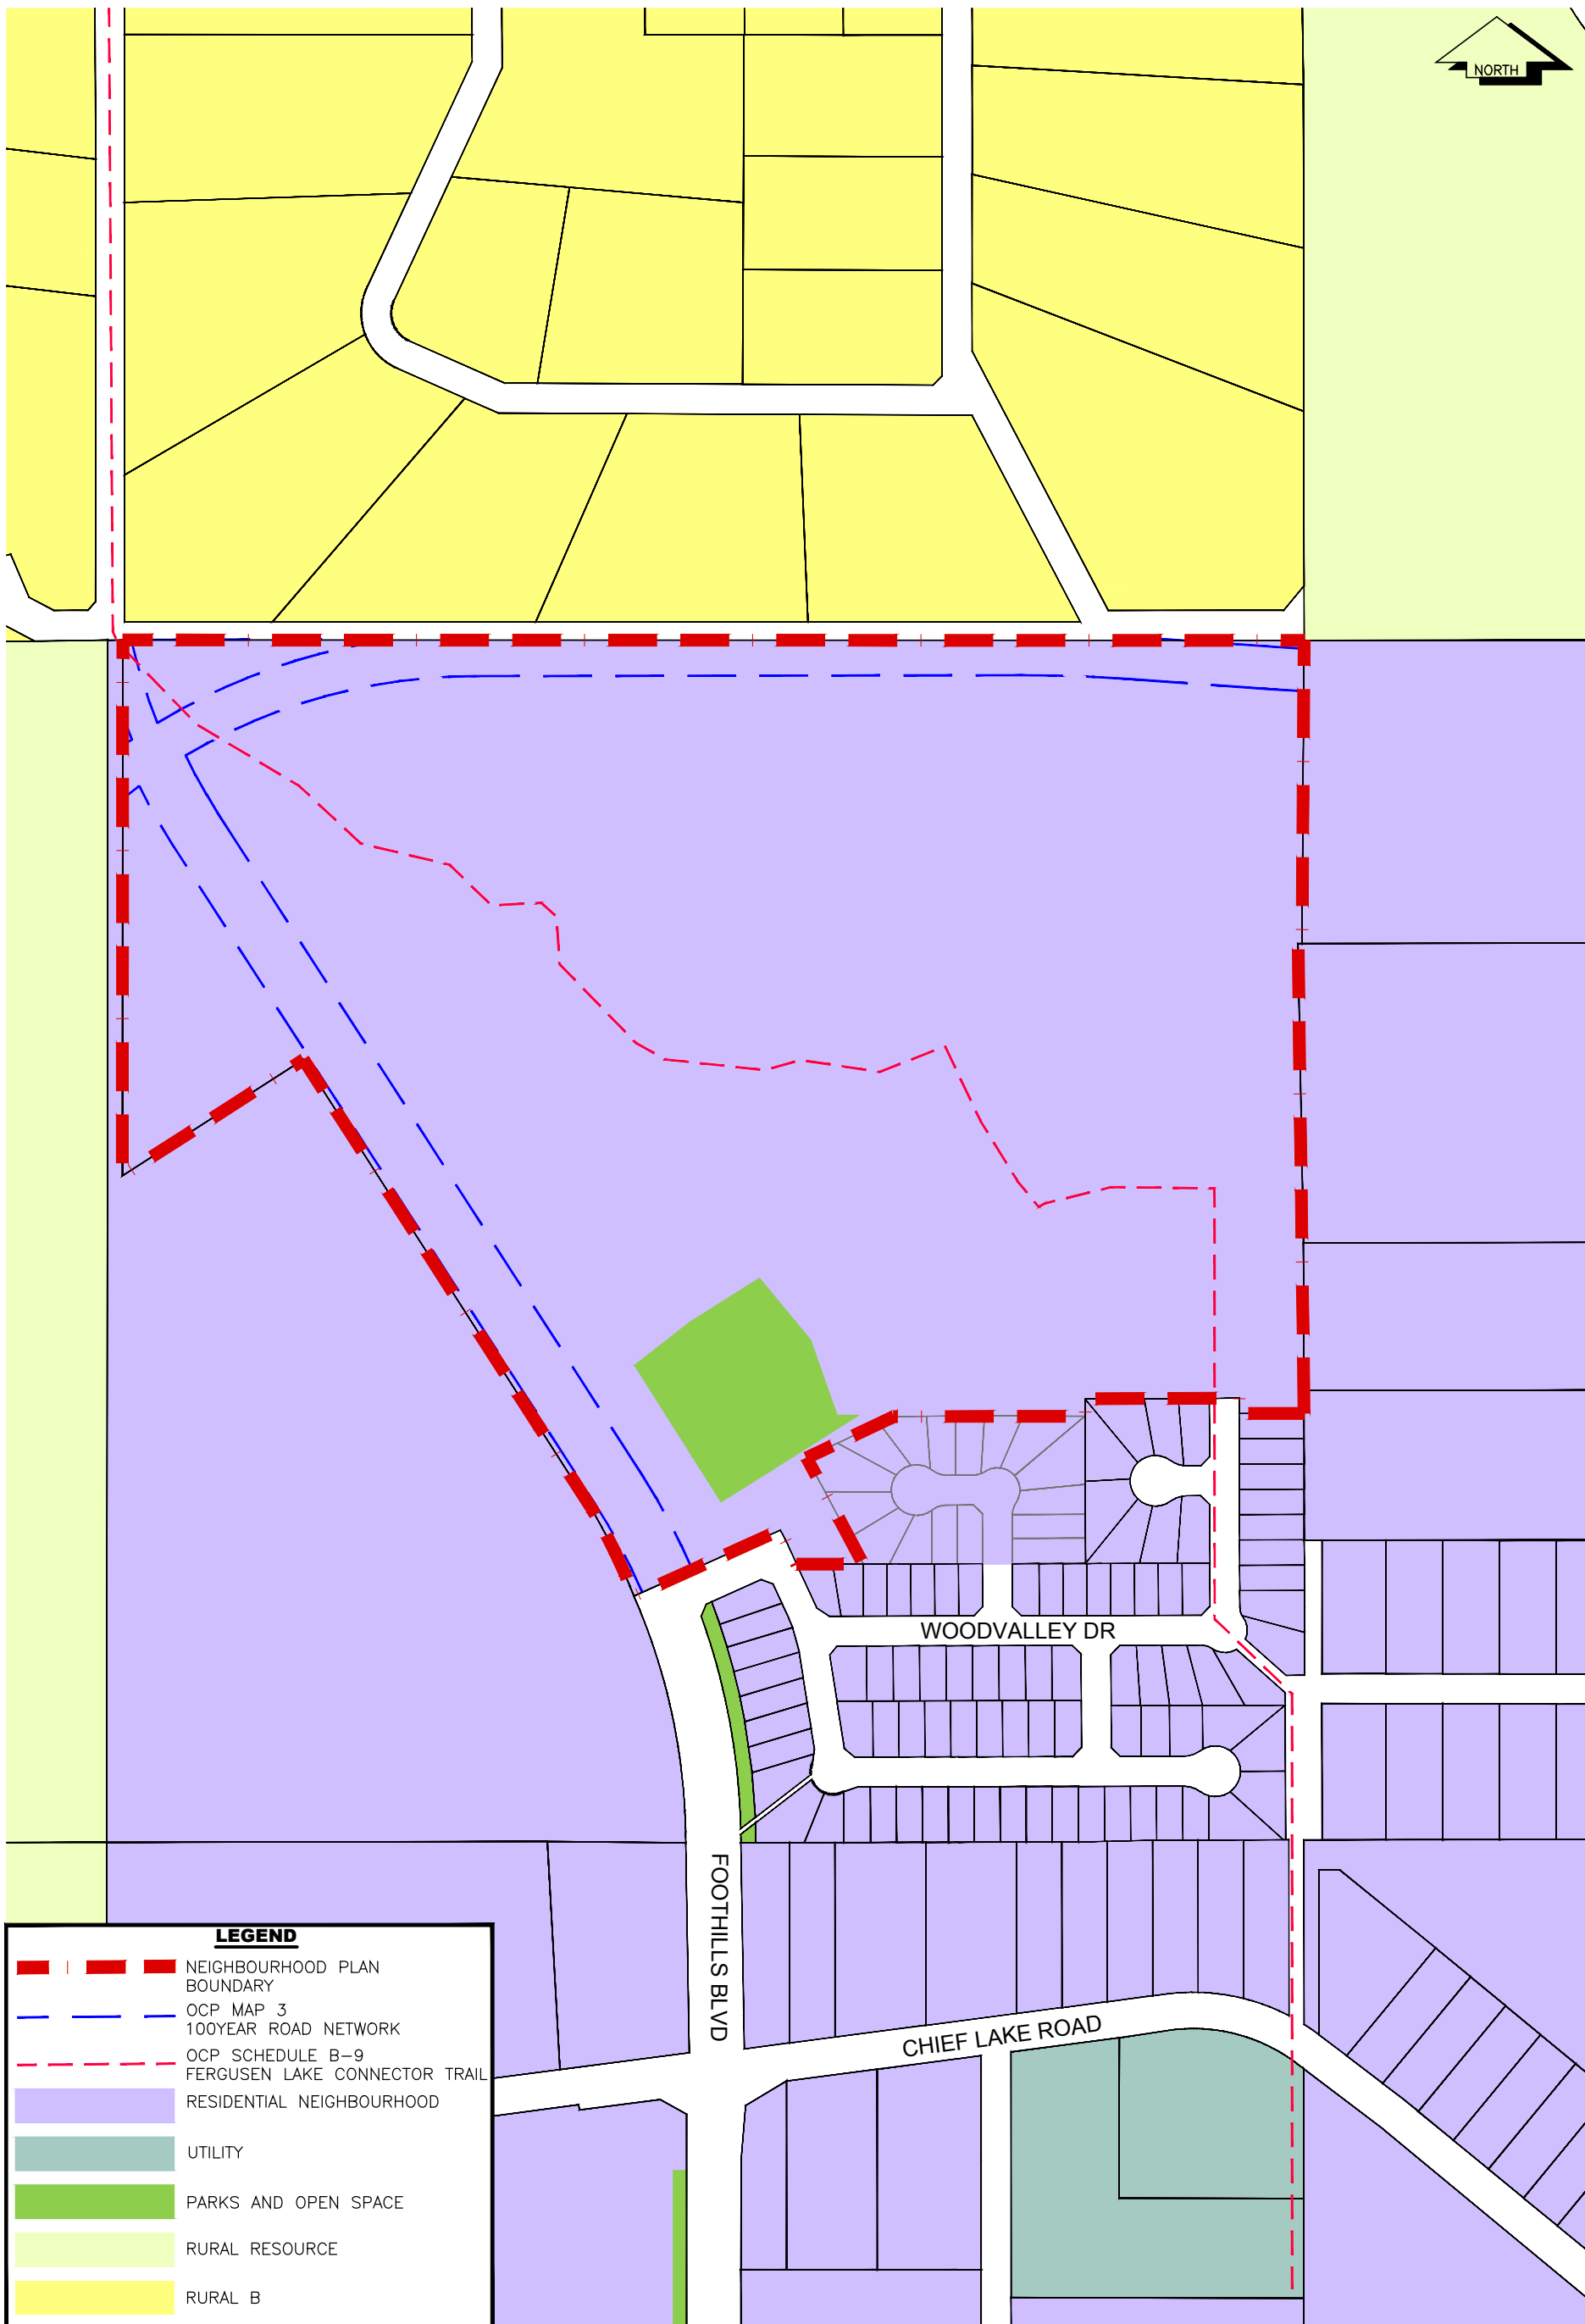 NORTH
WOODVALLEY DR
FOOTHILLS BLVD
CHIEF LAKE ROAD
LEGEND
NEIGHBOURHOOD PLAN
BOUNDARY
OCP MAP 3
100YEAR ROAD NETWORK
OCP SCHEDULE B-9
FERGUSEN LAKE CONNECTOR TRAIL
RESIDENTIAL NEIGHBOURHOOD
UTILITY
PARKS AND OPEN SPACE
RURAL RESOURCE
RURAL B